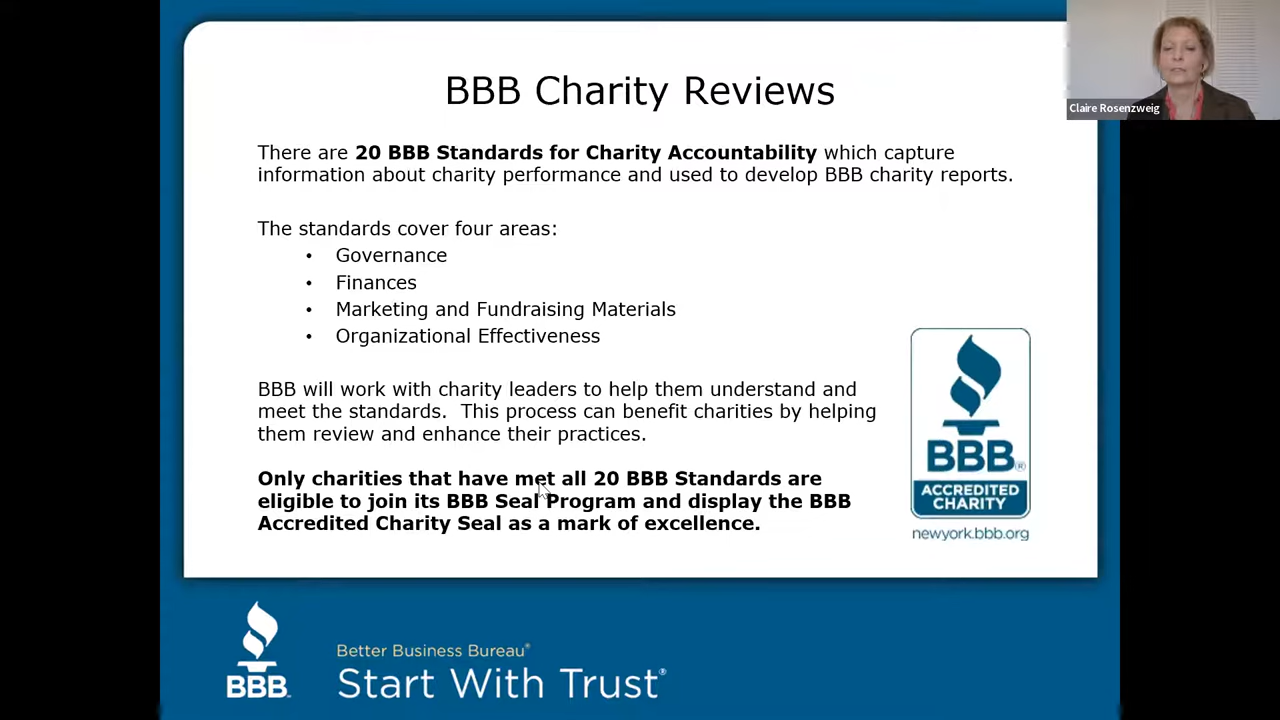 BBB Charity Reviews
Claire Rosenzweig
There are 20 BBB Standards for Charity Accountability which capture
information about charity performance and used to develop BBB charity reports.
The standards cover four areas:
• Governance
• Finances
• Marketing and Fundraising Materials
• Organizational Effectiveness
BBB will work with charity leaders to help them understand and
meet the standards.  This process can benefit charities by helping
them review and enhance their practices.
Only charities that have met all 20 BBB Standards are
eligible to join its BBB Seal Program and display the BBB
Accredited Charity Seal as a mark of excellence.
BBB®
ACCREDITED
CHARITY
newyork.bbb.org
BBB
Better Business Bureau®
Start With Trust®